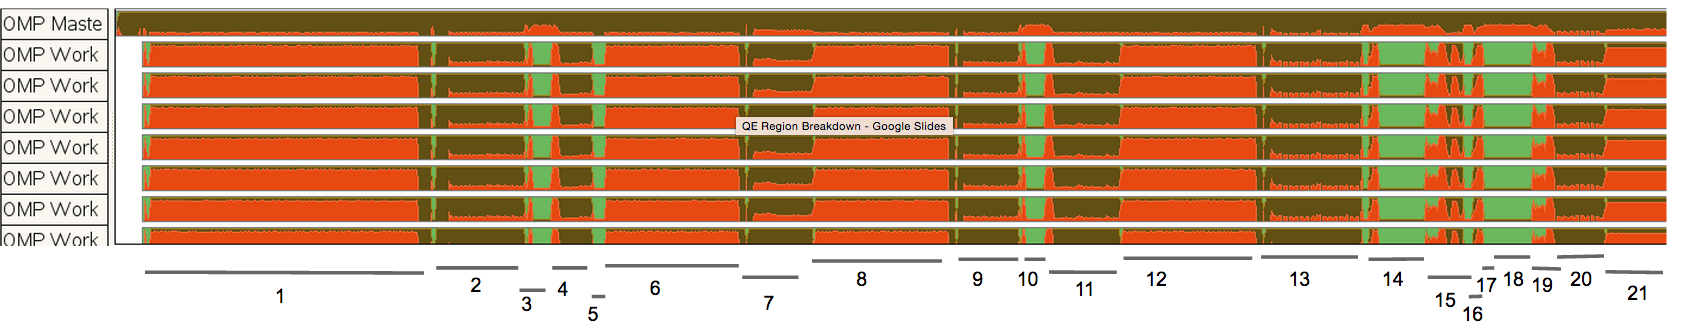 OMP Maste
OMP Work
OMP Work
OMP Work
QE Region Breakdown - Google Slides
OMP Work
OMP Work
OMP Work
OMP Work
1
2
3
4
5
6
7
8
9
10
11
12
13
14
15
16
17
18
19
20
21